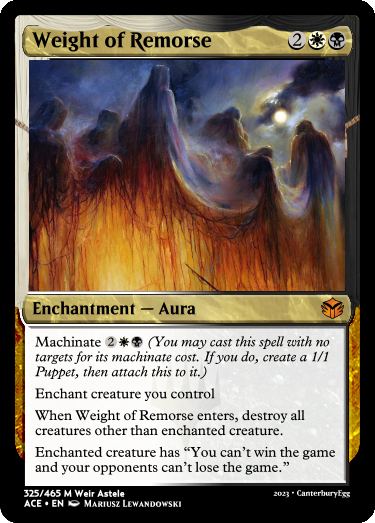 Weight of Remorse 2
Enchantment — Aura
Machinate 2 (You may cast this spell with no
targets for its machinate cost. If you do, create a 1/1
Puppet, then attach this to it.)
Enchant creature you control
When Weight of Remorse enters, destroy all
creatures other than enchanted creature.
Enchanted creature has “You can’t win the game
and your opponents can’t lose the game.”
325/465 M Weir Astele
ACE • EN Mariusz Lewandowski
2023 • CanterburyEgg